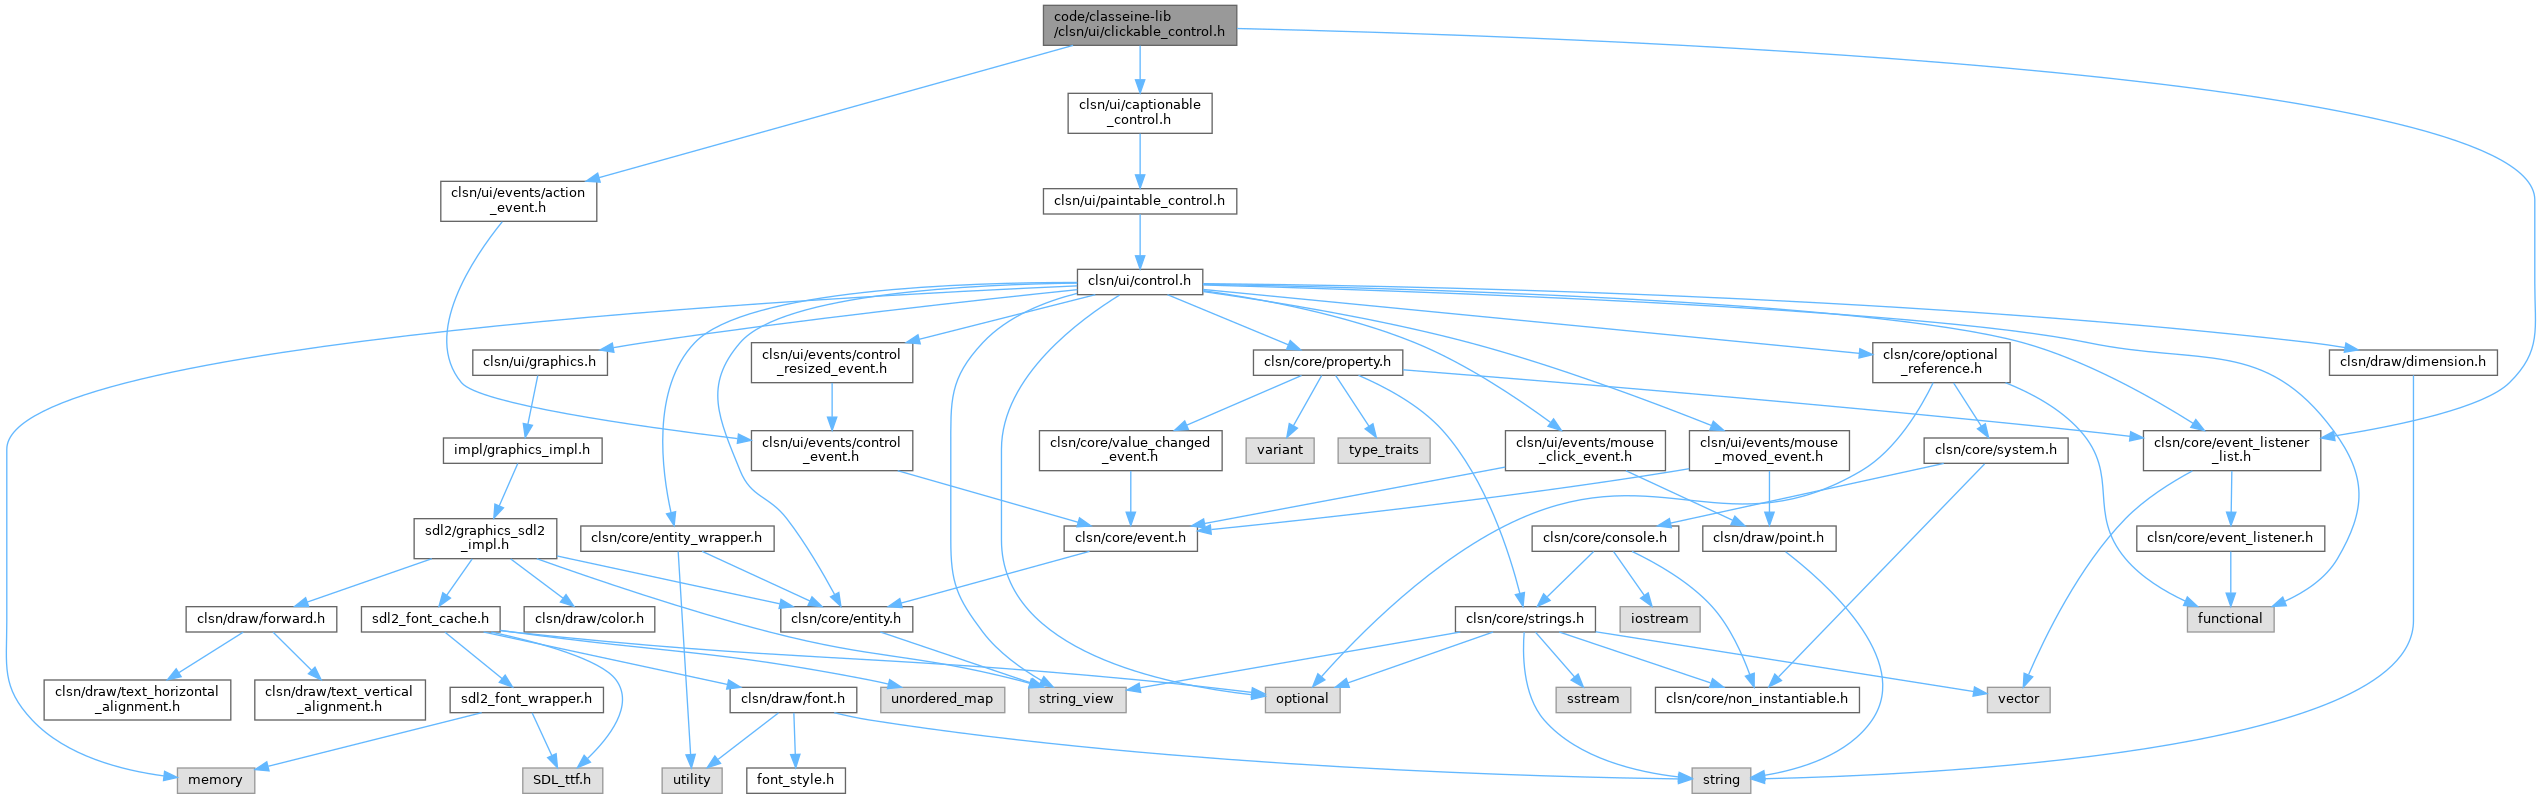 code/classeine-lib
/clsn/ui/clickable_control.h
clsn/ui/captionable
_control.h
clsn/ui/events/action
_event.h
clsn/ui/paintable_control.h
clsn/ui/control.h
clsn/ui/graphics.h
clsn/ui/events/control
_resized_event.h
clsn/core/property.h
clsn/core/optional
_reference.h
clsn/draw/dimension.h
impl/graphics_impl.h
clsn/ui/events/control
_event.h
clsn/core/value_changed
_event.h
variant
type_traits
clsn/ui/events/mouse
_click_event.h
clsn/ui/events/mouse
_moved_event.h
clsn/core/system.h
clsn/core/event_listener
_list.h
sdl2/graphics_sdl2
_impl.h
clsn/core/entity_wrapper.h
clsn/core/event.h
clsn/core/console.h
clsn/draw/point.h
clsn/core/event_listener.h
clsn/draw/forward.h
sdl2_font_cache.h
clsn/draw/color.h
clsn/core/entity.h
clsn/core/strings.h
iostream
functional
clsn/draw/text_horizontal
_alignment.h
clsn/draw/text_vertical
_alignment.h
sdl2_font_wrapper.h
clsn/draw/font.h
unordered_map
string_view
optional
sstream
clsn/core/non_instantiable.h
vector
memory
SDL_ttf.h
utility
font_style.h
string